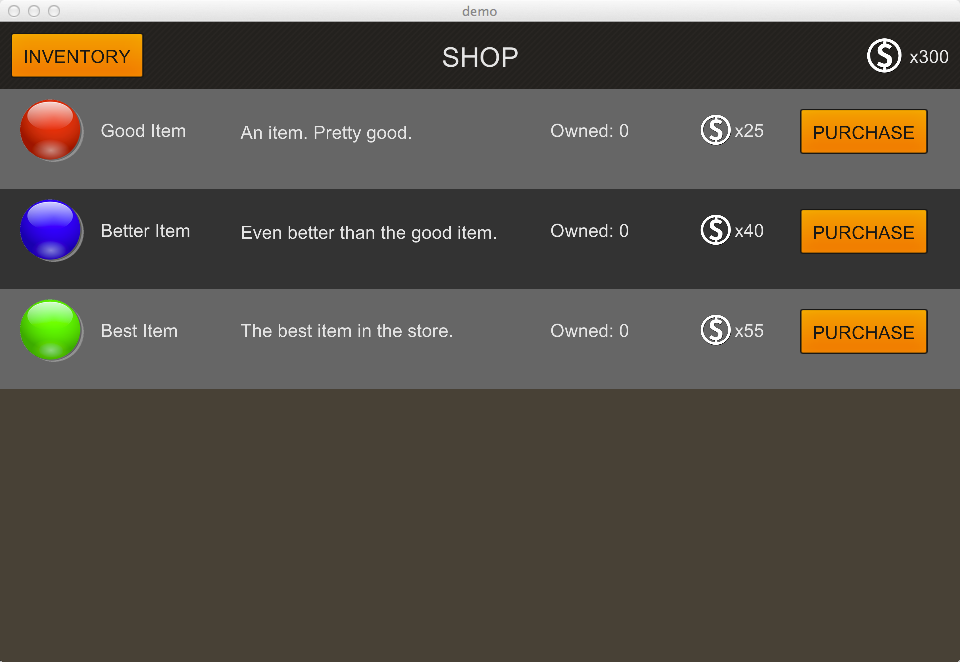 demo
INVENTORY
SHOP
$ x300
Good Item
An item. Pretty good.
Owned: 0
$ x25
PURCHASE
Better Item
Even better than the good item.
Owned: 0
$ x40
PURCHASE
Best Item
The best item in the store.
Owned: 0
$ x55
PURCHASE